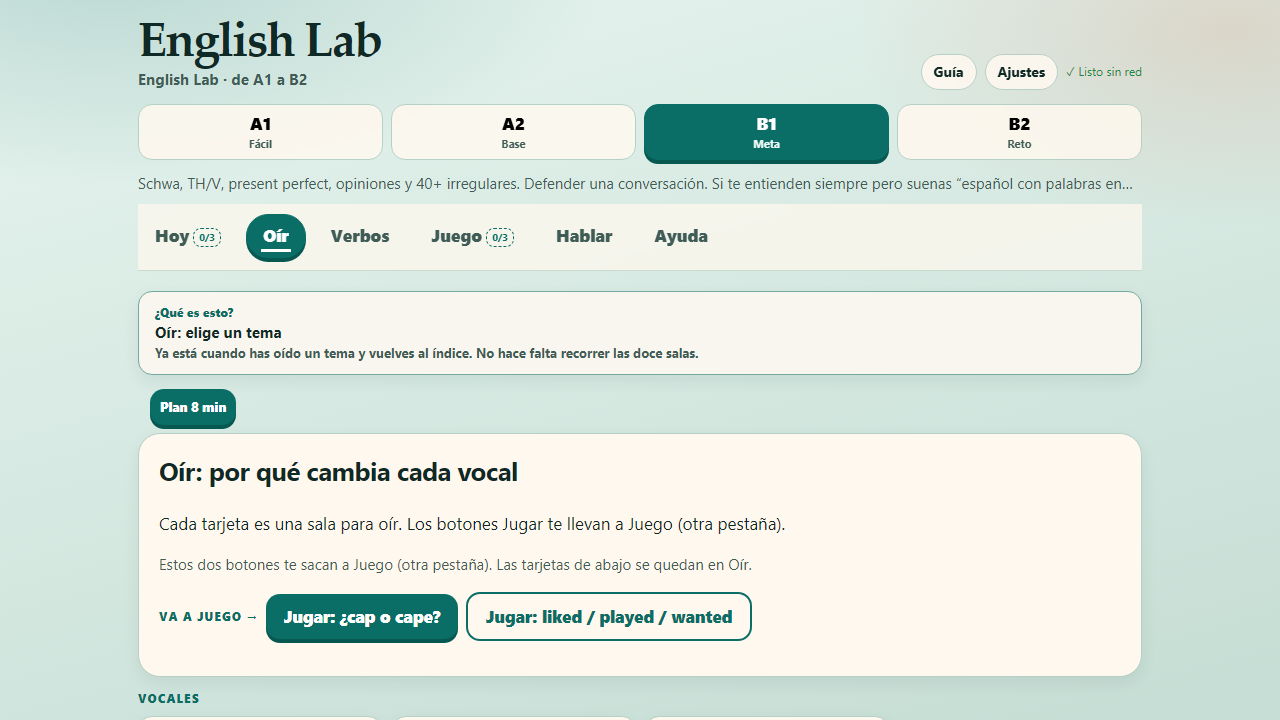 English Lab
English Lab · de A1 a B2
Guía
Ajustes
✓ Listo sin red
A1
Fácil
A2
Base
B1
Meta
B2
Reto
Schwa, TH/V, present perfect, opiniones y 40+ irregulares. Defender una conversación. Si te entienden siempre pero suenas “español con palabras en...
Hoy 0/3
Oír
Verbos
Juego 0/3
Hablar
Ayuda
¿Qué es esto?
Oír: elige un tema
Ya está cuando has oído un tema y vuelves al índice. No hace falta recorrer las doce salas.
Plan 8 min
Oír: por qué cambia cada vocal
Cada tarjeta es una sala para oír. Los botones Jugar te llevan a Juego (otra pestaña).
Estos dos botones te sacan a Juego (otra pestaña). Las tarjetas de abajo se quedan en Oír.
VA A JUEGO →
Jugar: ¿cap o cape?
Jugar: liked / played / wanted
VOCALES